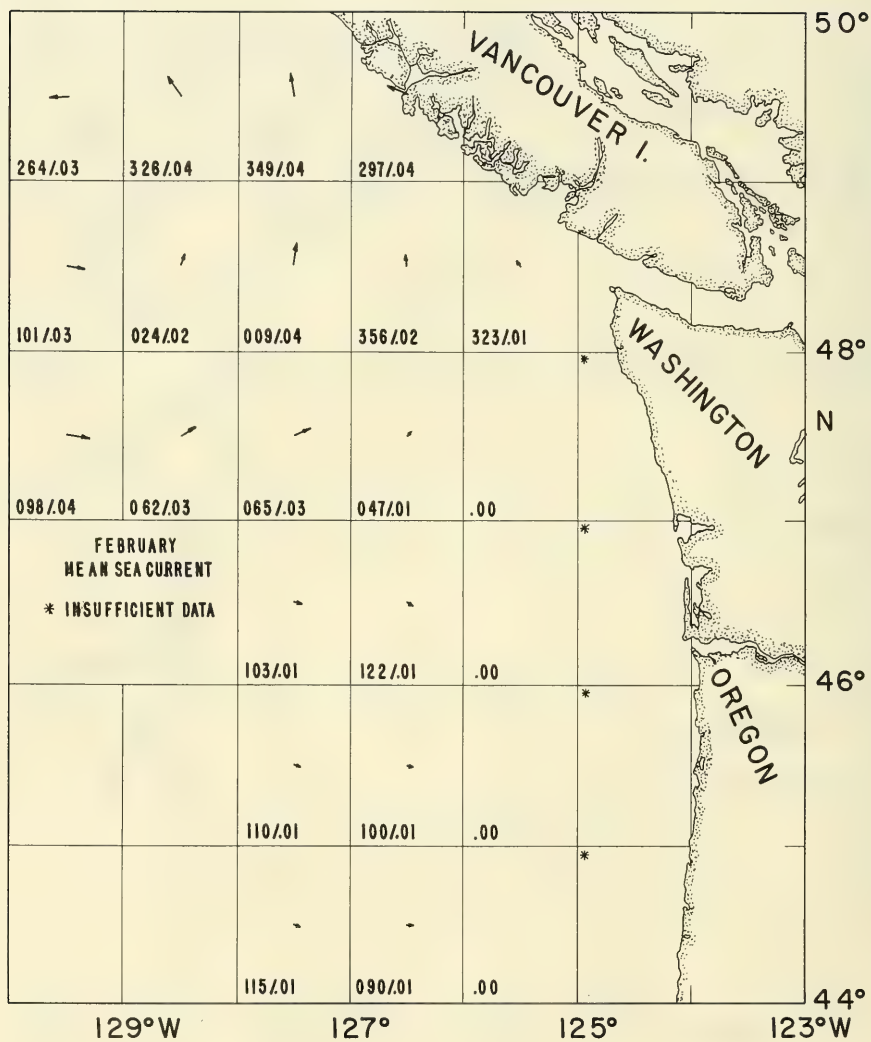 50°
VANCOUVER I.
264/.03 326/.04 349/.04 297/.04
101/.03 024/.02 009/.04 356/.02 323/.01
48°
*
WASHINGTON
N
098/.04 062/.03 065/.03 047/.01 .00
*
FEBRUARY
MEAN SEA CURRENT
* INSUFFICIENT DATA
103/.01 122/.01 .00
46°
*
OREGON
110/.01 100/.01 .00
*
115/.01 090/.01 .00
44°
129°W 127° 125° 123°W